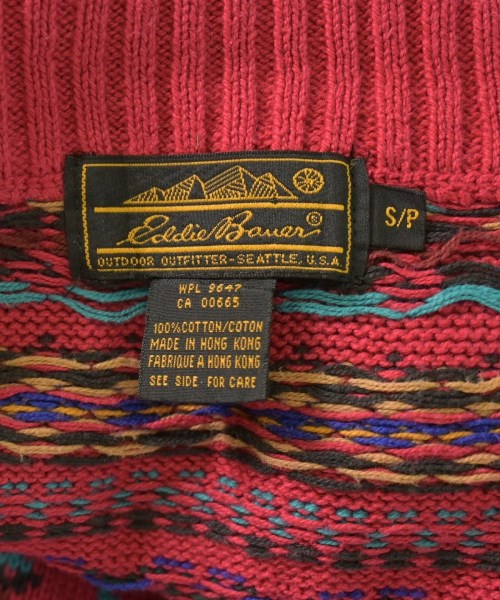 Eddie Bauer®
OUTDOOR OUTFITTER-SEATTLE, U.S.A
S/P
WPL 9647
CA 00665
100% COTTON/COTON
MADE IN HONG KONG
FABRIQUE A HONG KONG
SEE SIDE FOR CARE